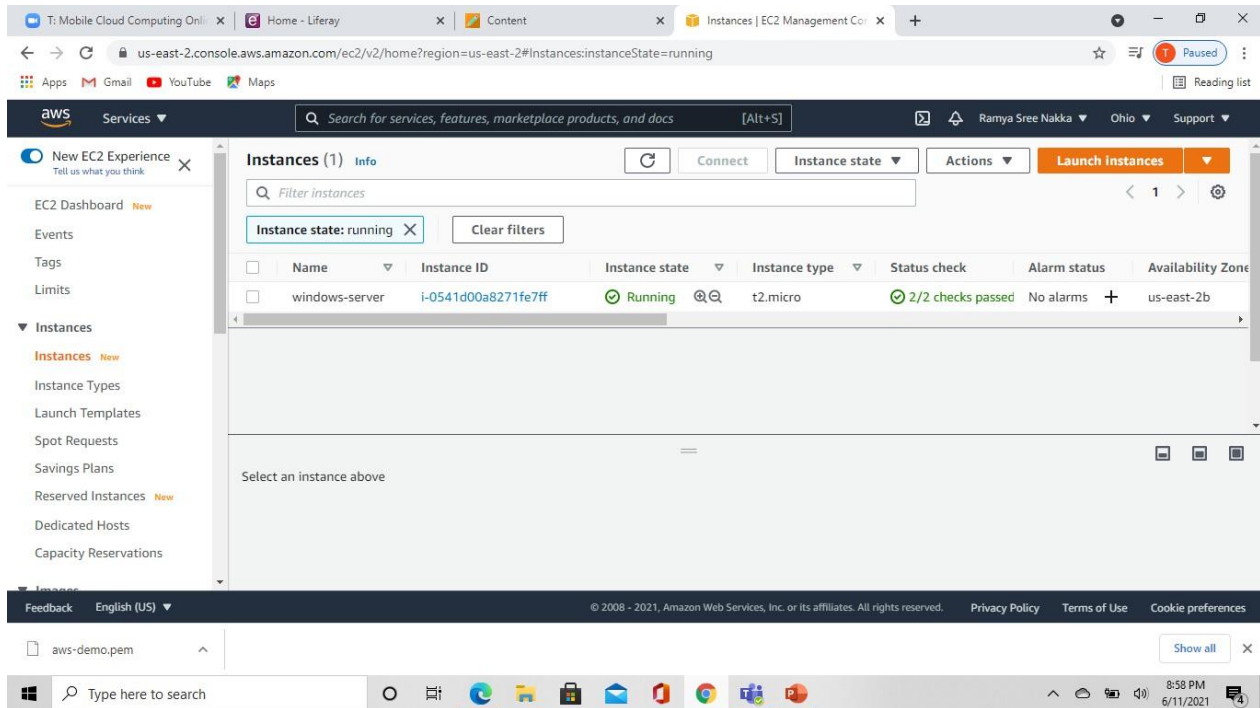 T: Mobile Cloud Computing Onli
Home - Liferay
Content
Instances | EC2 Management Con
us-east-2.console.aws.amazon.com/ec2/v2/home?region=us-east-2#Instances:instanceState=running
T Paused
Apps Gmail YouTube Maps Reading list
aws Services ▼ Search for services, features, marketplace products, and docs [Alt+S] Ramya Sree Nakka ▼ Ohio ▼ Support ▼
New EC2 Experience
Tell us what you think
EC2 Dashboard New
Events
Tags
Limits
▼ Instances
Instances New
Instance Types
Launch Templates
Spot Requests
Savings Plans
Reserved Instances New
Dedicated Hosts
Capacity Reservations
▼ Images
Instances (1) Info Connect Instance state ▼ Actions ▼ Launch instances ▼
Filter instances < 1 >
Instance state: running Clear filters
Name Instance ID Instance state Instance type Status check Alarm status Availability Zone
windows-server i-0541d00a8271fe7ff Running t2.micro 2/2 checks passed No alarms + us-east-2b
Select an instance above
Feedback English (US) ▼ © 2008 - 2021, Amazon Web Services, Inc. or its affiliates. All rights reserved. Privacy Policy Terms of Use Cookie preferences
aws-demo.pem Show all
Type here to search 8:58 PM
6/11/2021 4